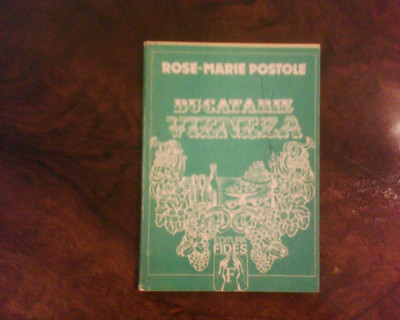 ROSE-MARIE POSTOLE
BUCATARIE
VIENEZA
EDITURA
FIDES
F